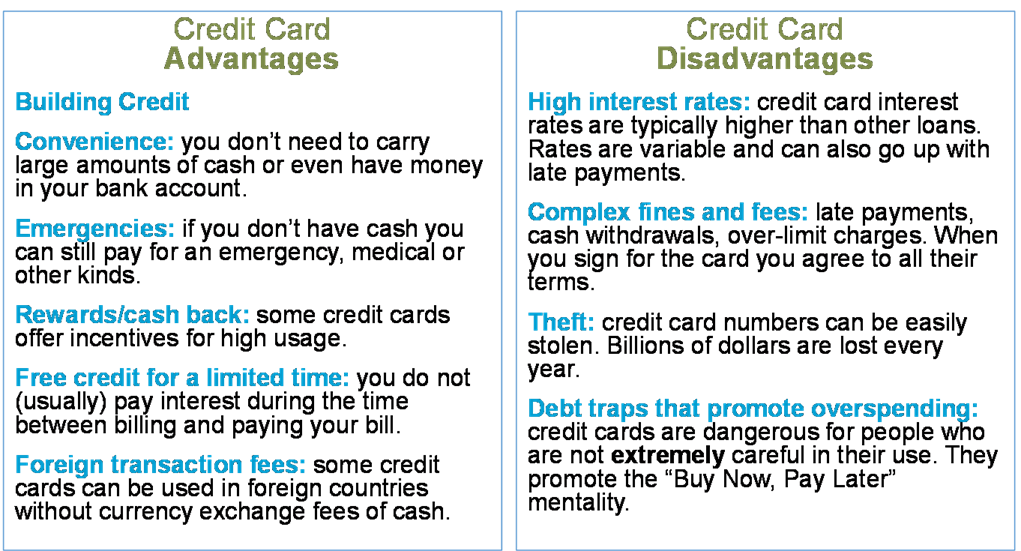 Credit Card
Advantages
Building Credit
Convenience: you don't need to carry
large amounts of cash or even have money
in your bank account.
Emergencies: if you don't have cash you
can still pay for an emergency, medical or
other kinds.
Rewards/cash back: some credit cards
offer incentives for high usage.
Free credit for a limited time: you do not
(usually) pay interest during the time
between billing and paying your bill.
Foreign transaction fees: some credit
cards can be used in foreign countries
without currency exchange fees of cash.
Credit Card
Disadvantages
High interest rates: credit card interest
rates are typically higher than other loans.
Rates are variable and can also go up with
late payments.
Complex fines and fees: late payments,
cash withdrawals, over-limit charges. When
you sign for the card you agree to all their
terms.
Theft: credit card numbers can be easily
stolen. Billions of dollars are lost every
year.
Debt traps that promote overspending:
credit cards are dangerous for people who
are not extremely careful in their use. They
promote the “Buy Now, Pay Later”
mentality.